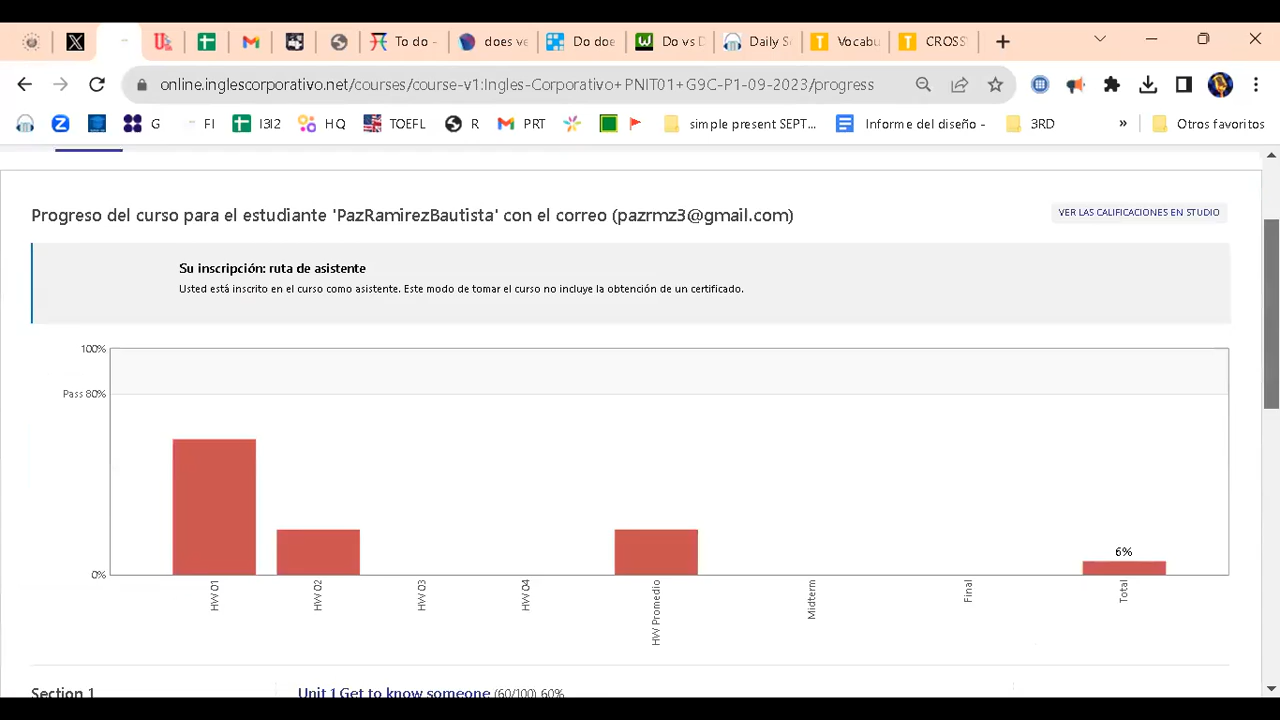 To do -
does ve
Do doe
Do vs D
Daily S
Vocabu
CROSS
online.inglescorporativo.net/courses/course-v1:Ingles-Corporativo+PNIT01+G9C-P1-09-2023/progress
G
FI
I3I2
HQ
TOEFL
R
PRT
simple present SEPT...
Informe del diseño -
3RD
»
Otros favoritos
Progreso del curso para el estudiante 'PazRamirezBautista' con el correo (pazrmz3@gmail.com)
VER LAS CALIFICACIONES EN STUDIO
Su inscripción: ruta de asistente
Usted está inscrito en el curso como asistente. Este modo de tomar el curso no incluye la obtención de un certificado.
100%
Pass 80%
0%
6%
HW 01
HW 02
HW 03
HW 04
HW Promedio
Midterm
Final
Total
Section 1
Unit 1 Get to know someone (60/100) 60%